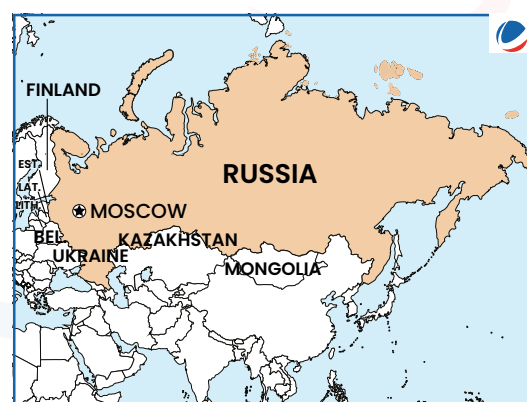 FINLAND
EST.
LAT.
LITH.
RUSSIA
MOSCOW
BEL.
UKRAINE
KAZAKHSTAN
MONGOLIA